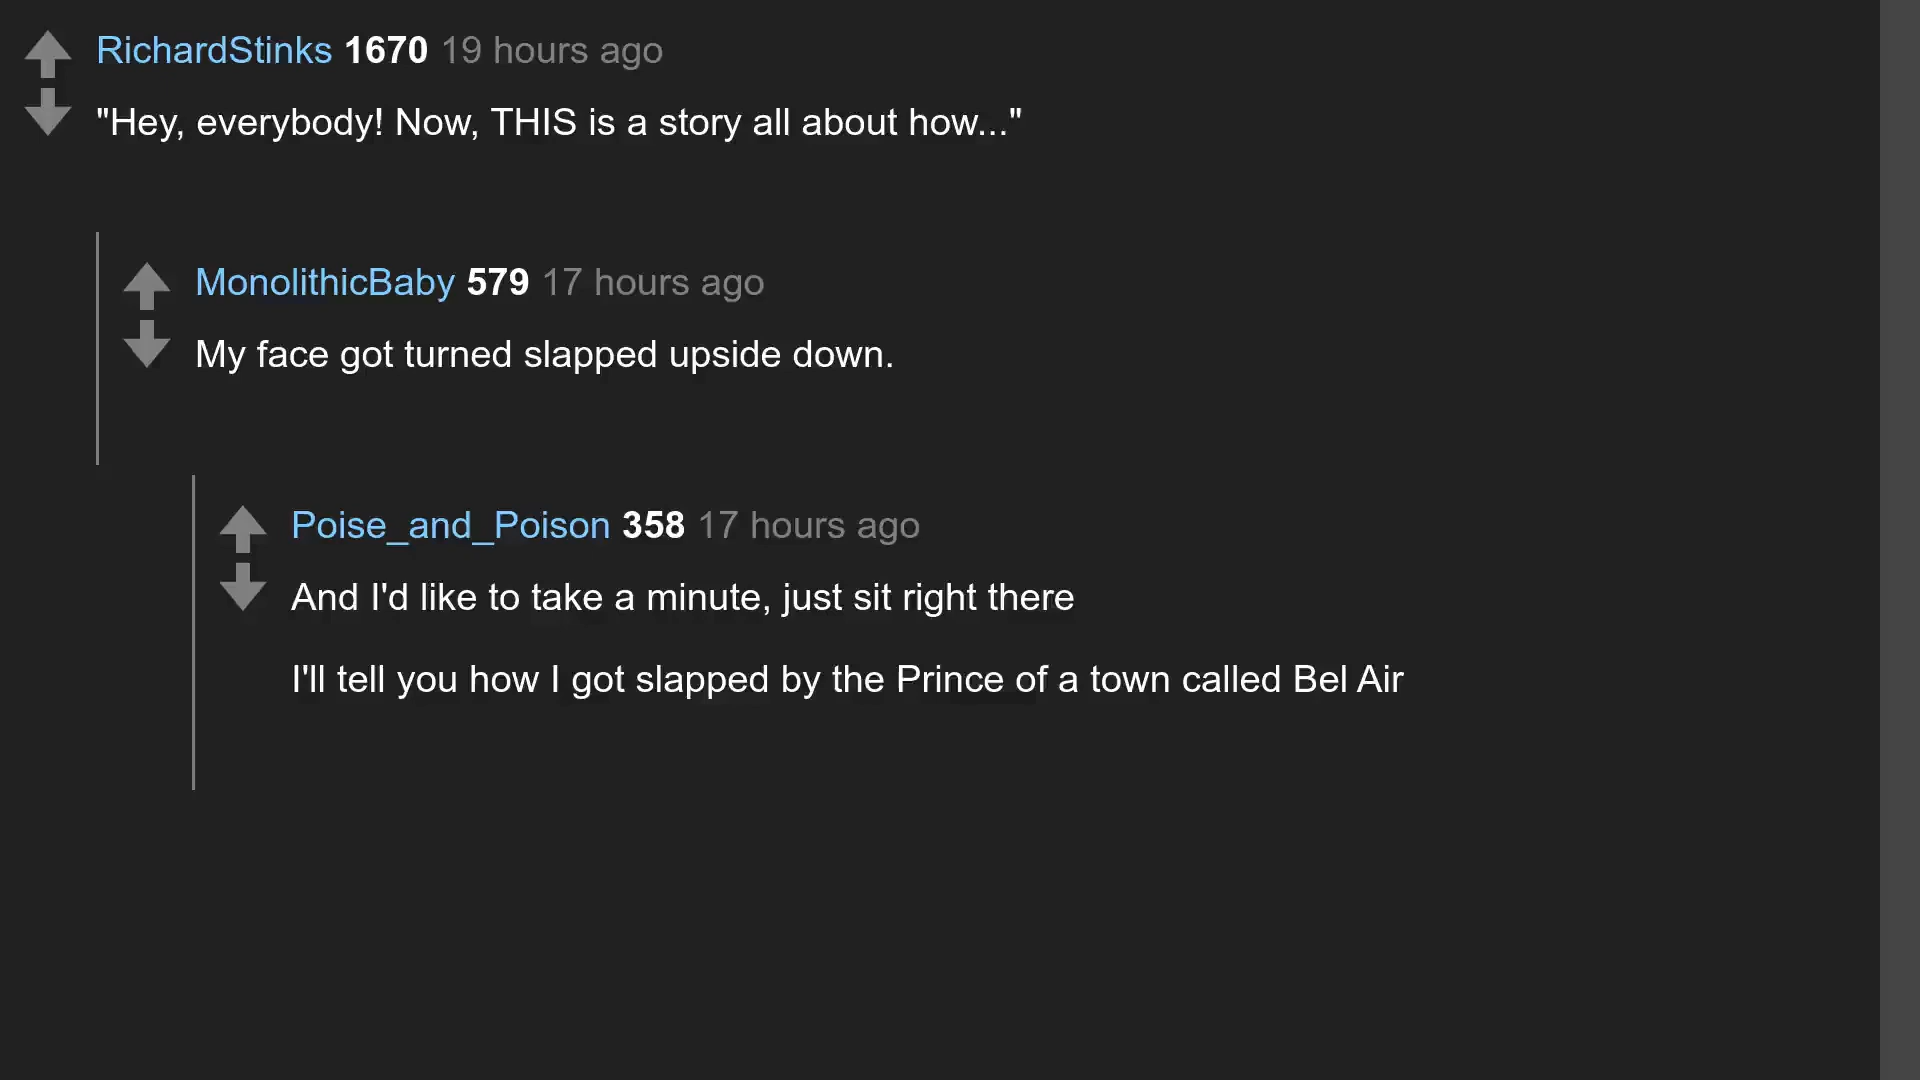 RichardStinks 1670 19 hours ago
"Hey, everybody! Now, THIS is a story all about how..."
MonolithicBaby 579 17 hours ago
My face got turned slapped upside down.
Poise_and_Poison 358 17 hours ago
And I'd like to take a minute, just sit right there
I'll tell you how I got slapped by the Prince of a town called Bel Air